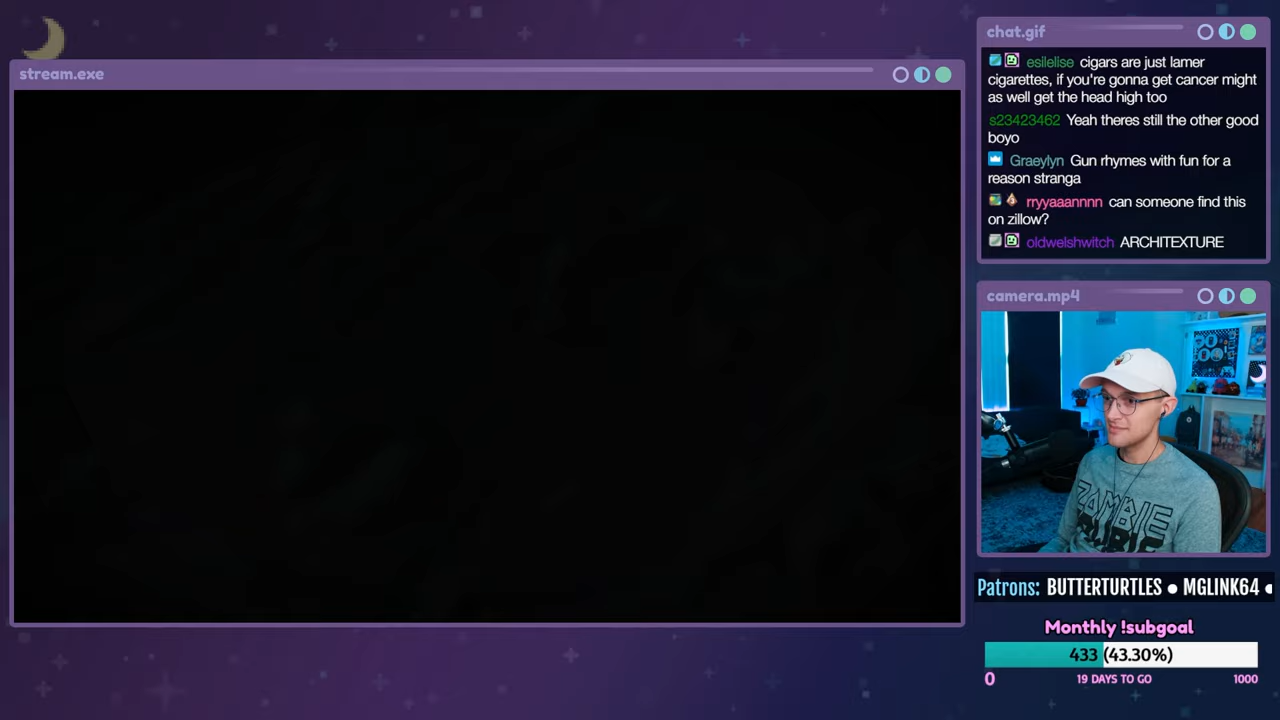 stream.exe
chat.gif
esilelise cigars are just lamer
cigarettes, if you're gonna get cancer might
as well get the head high too
s23423462 Yeah theres still the other good
boyo
Graeylyn Gun rhymes with fun for a
reason stranga
rryyaaannnn can someone find this
on zillow?
oldwelshwitch ARCHITEXTURE
camera.mp4
ZOMBIE
Patrons: BUTTERTURTLES ● MGLINK64 ●
Monthly !subgoal
433 (43.30%)
0 19 DAYS TO GO 1000